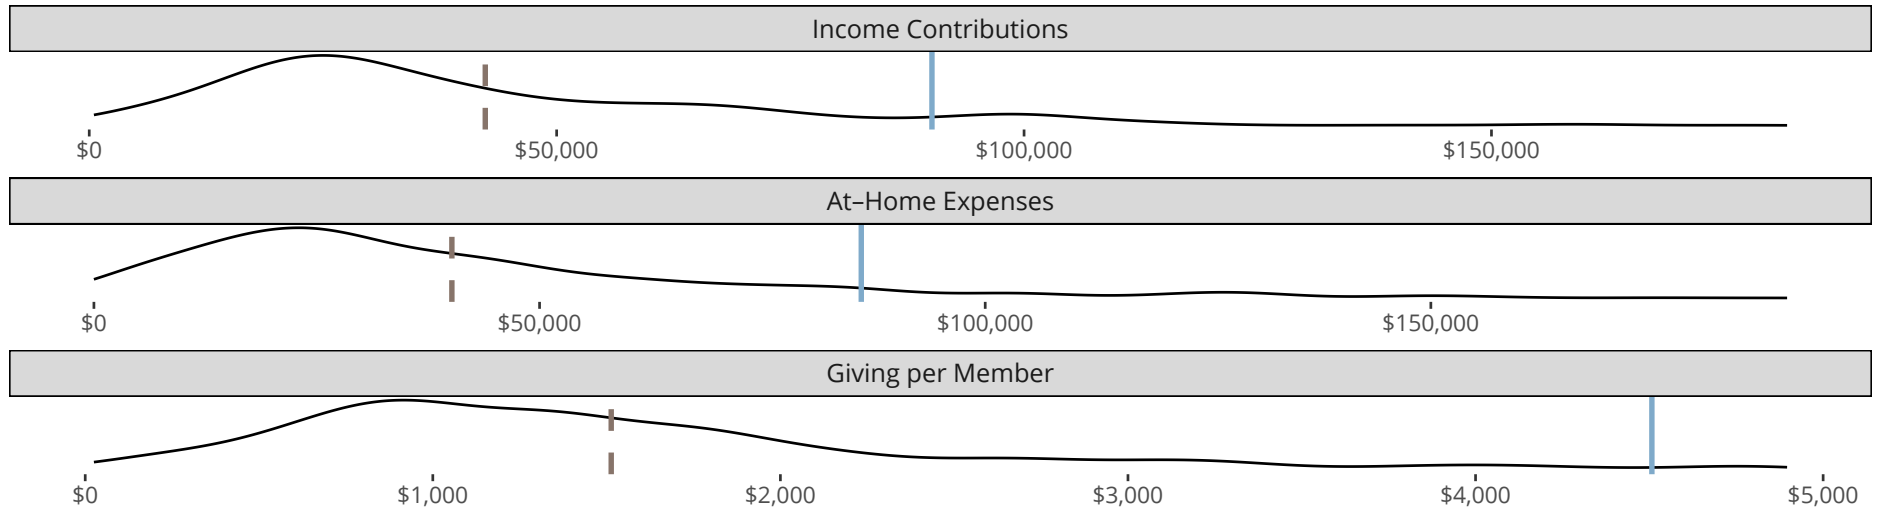 Income Contributions
$0 $50,000 $100,000 $150,000
At–Home Expenses
$0 $50,000 $100,000 $150,000
Giving per Member
$0 $1,000 $2,000 $3,000 $4,000 $5,000